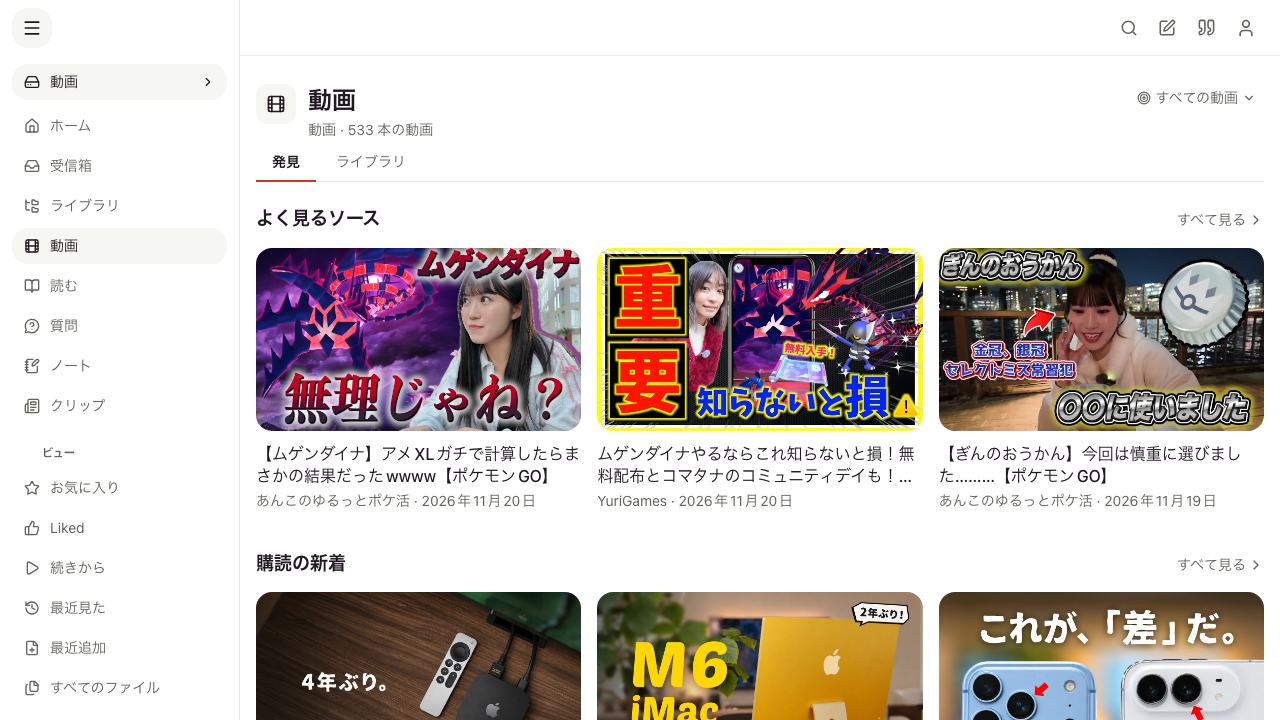 動画
ホーム
受信箱
ライブラリ
動画
読む
質問
ノート
クリップ
ビュー
お気に入り
Liked
続きから
最近見た
最近追加
すべてのファイル
動画
動画 · 533 本の動画
すべての動画
発見
ライブラリ
よく見るソース
すべて見る
ムゲンダイナ
無理じゃね？
【ムゲンダイナ】アメXLガチで計算したらま
さかの結果だったwwww【ポケモンGO】
あんこのゆるっとポケ活 · 2026年11月20日
重要
無料入手！
知らないと損
ムゲンダイナやるならこれ知らないと損！無
料配布とコマタナのコミュニティデイも！...
YuriGames · 2026年11月20日
ぎんのおうかん
金冠、銀冠
セレクトミス常習犯
〇〇に使いました
【ぎんのおうかん】今回は慎重に選びまし
た………【ポケモンGO】
あんこのゆるっとポケ活 · 2026年11月19日
購読の新着
すべて見る
4年ぶり。
2年ぶり!
M6
iMac
これが、「差」だ。